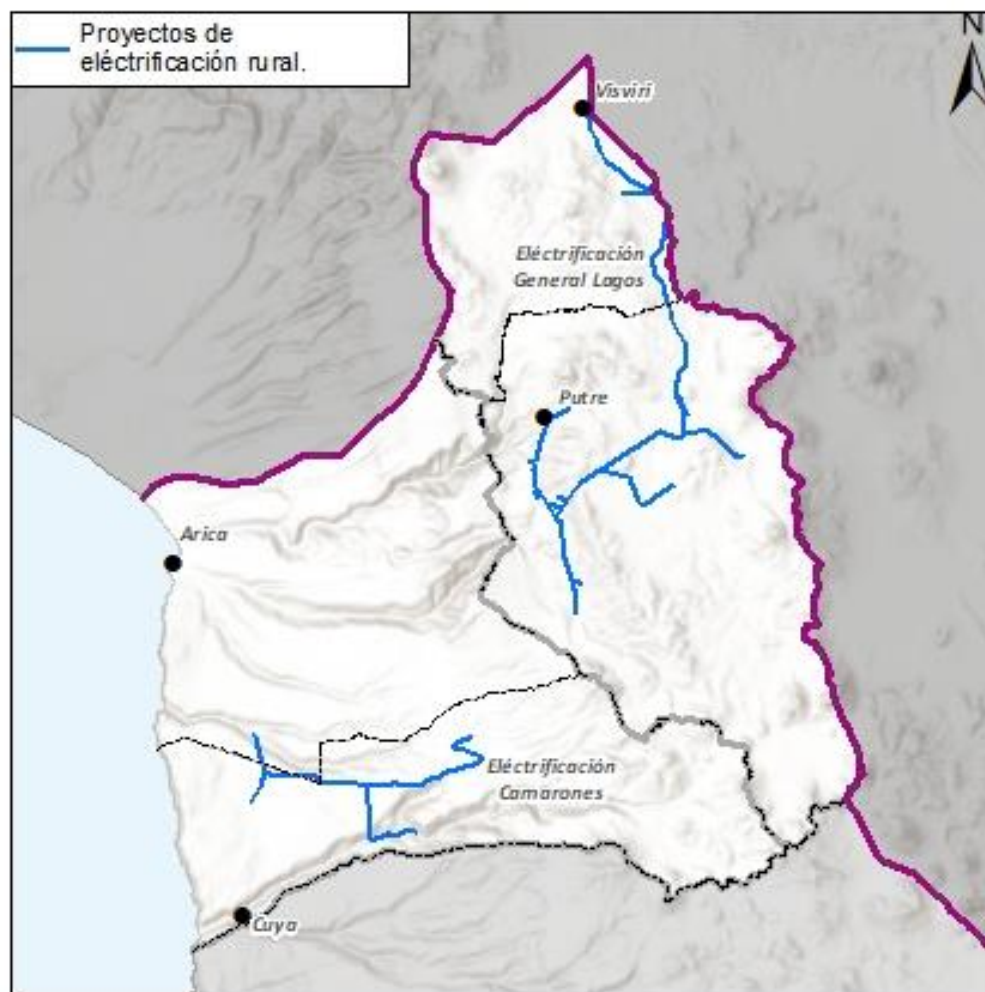 Proyectos de
eléctrificación rural.
N
Visviri
Eléctrificación
General Lagos
Putre
Arica
Eléctrificación
Camarones
Cuya